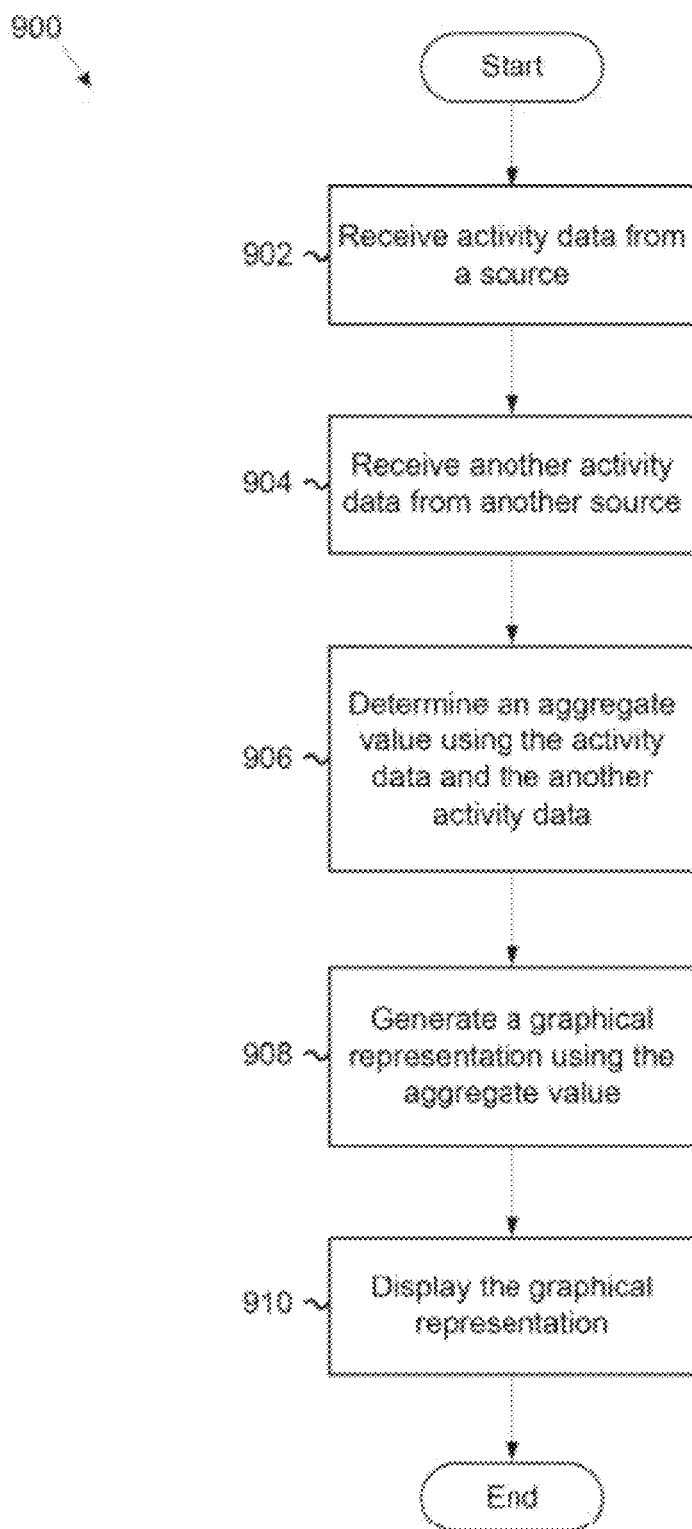 900
Start
902
Receive activity data from
a source
904
Receive another activity
data from another source
906
Determine an aggregate
value using the activity
data and the another
activity data
908
Generate a graphical
representation using the
aggregate value
910
Display the graphical
representation
End